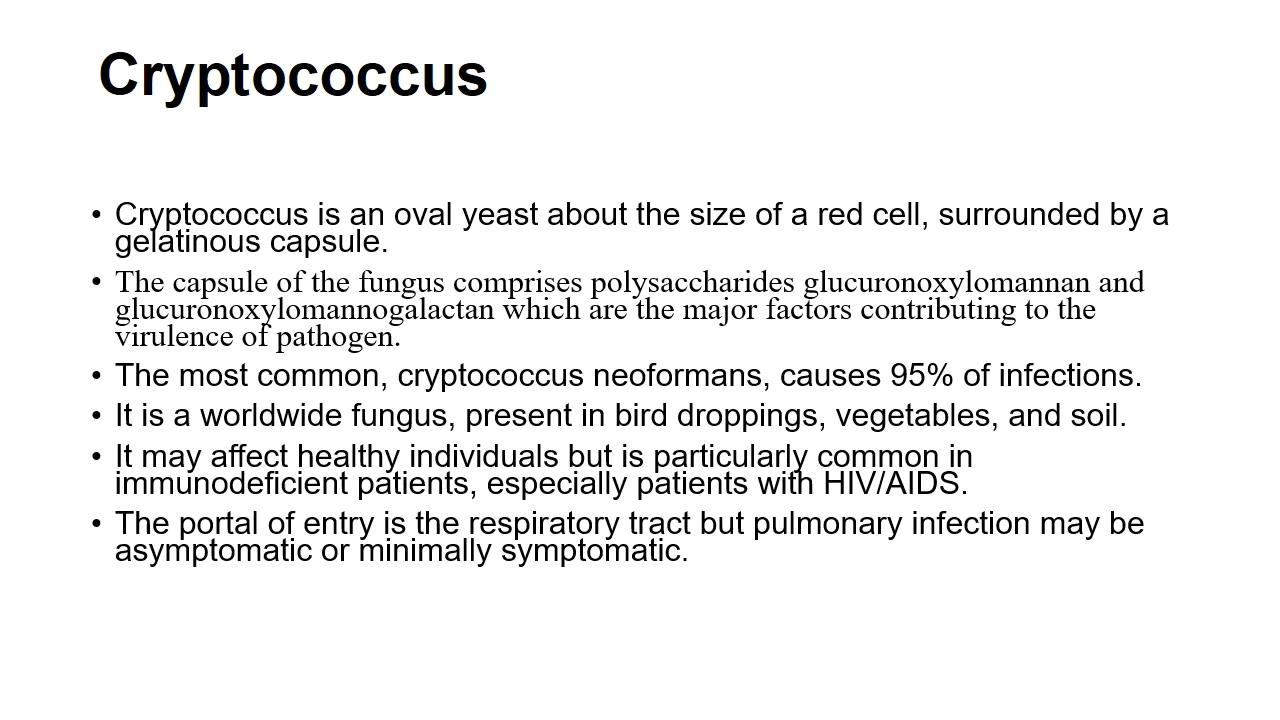 Cryptococcus
• Cryptococcus is an oval yeast about the size of a red cell, surrounded by a
gelatinous capsule.
• The capsule of the fungus comprises polysaccharides glucuronoxylomannan and
glucuronoxylomannogalactan which are the major factors contributing to the
virulence of pathogen.
• The most common, cryptococcus neoformans, causes 95% of infections.
• It is a worldwide fungus, present in bird droppings, vegetables, and soil.
• It may affect healthy individuals but is particularly common in
immunodeficient patients, especially patients with HIV/AIDS.
• The portal of entry is the respiratory tract but pulmonary infection may be
asymptomatic or minimally symptomatic.